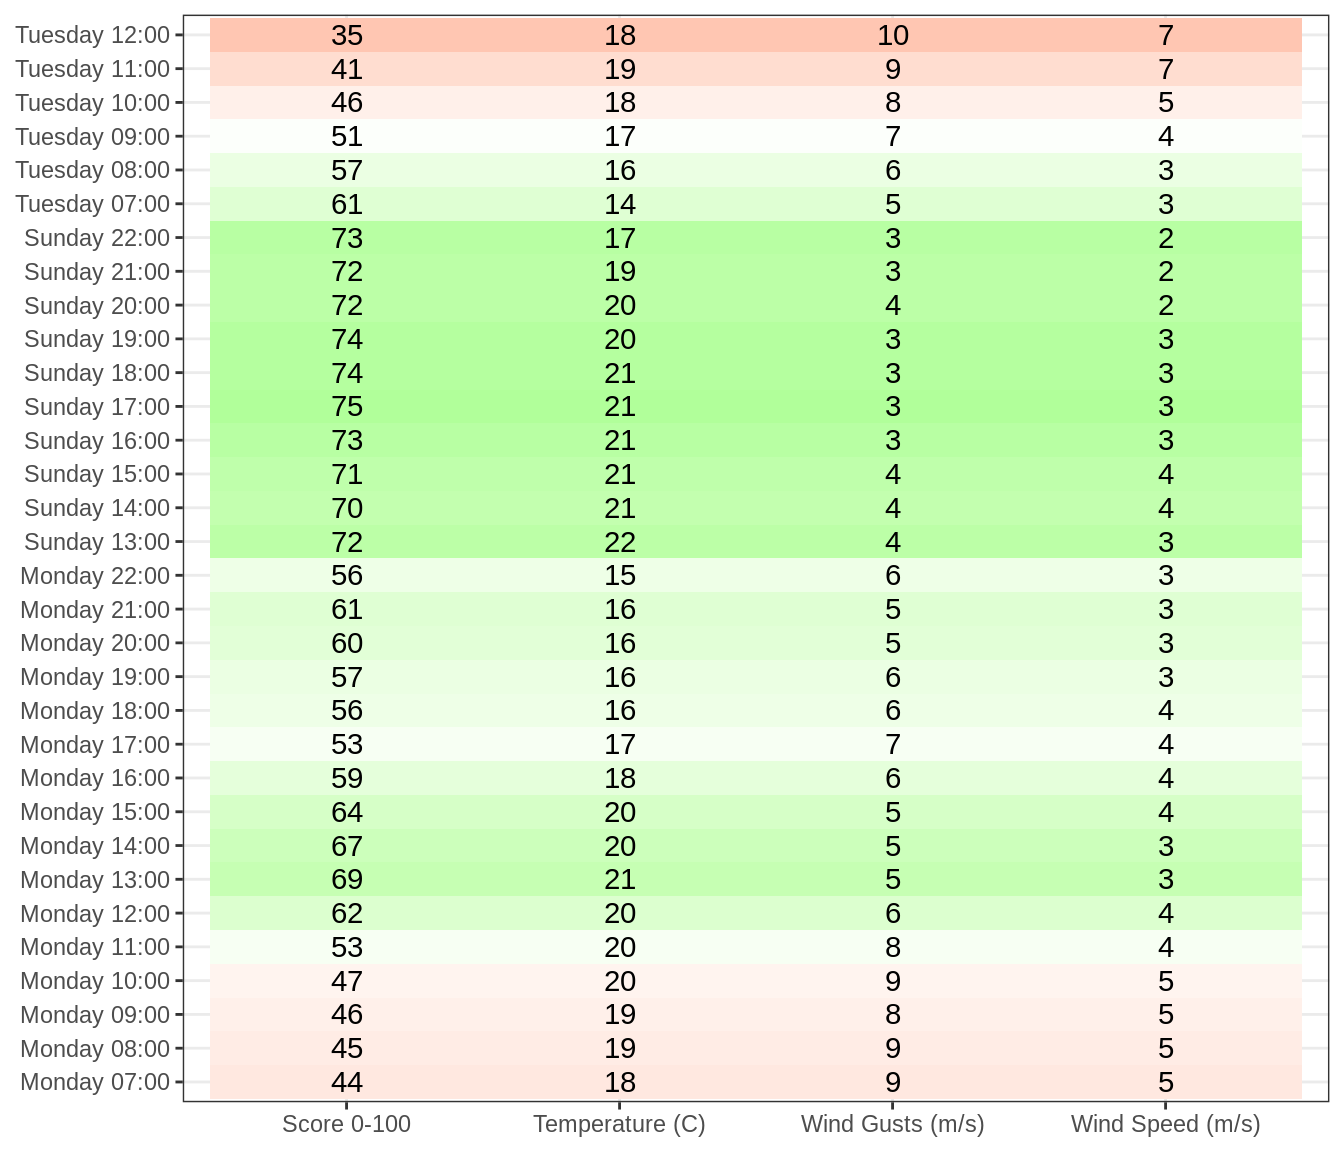 Tuesday 12:00 35 18 10 7
Tuesday 11:00 41 19 9 7
Tuesday 10:00 46 18 8 5
Tuesday 09:00 51 17 7 4
Tuesday 08:00 57 16 6 3
Tuesday 07:00 61 14 5 3
Sunday 22:00 73 17 3 2
Sunday 21:00 72 19 3 2
Sunday 20:00 72 20 4 2
Sunday 19:00 74 20 3 3
Sunday 18:00 74 21 3 3
Sunday 17:00 75 21 3 3
Sunday 16:00 73 21 3 3
Sunday 15:00 71 21 4 4
Sunday 14:00 70 21 4 4
Sunday 13:00 72 22 4 3
Monday 22:00 56 15 6 3
Monday 21:00 61 16 5 3
Monday 20:00 60 16 5 3
Monday 19:00 57 16 6 3
Monday 18:00 56 16 6 4
Monday 17:00 53 17 7 4
Monday 16:00 59 18 6 4
Monday 15:00 64 20 5 4
Monday 14:00 67 20 5 3
Monday 13:00 69 21 5 3
Monday 12:00 62 20 6 4
Monday 11:00 53 20 8 4
Monday 10:00 47 20 9 5
Monday 09:00 46 19 8 5
Monday 08:00 45 19 9 5
Monday 07:00 44 18 9 5
Score 0-100 Temperature (C) Wind Gusts (m/s) Wind Speed (m/s)